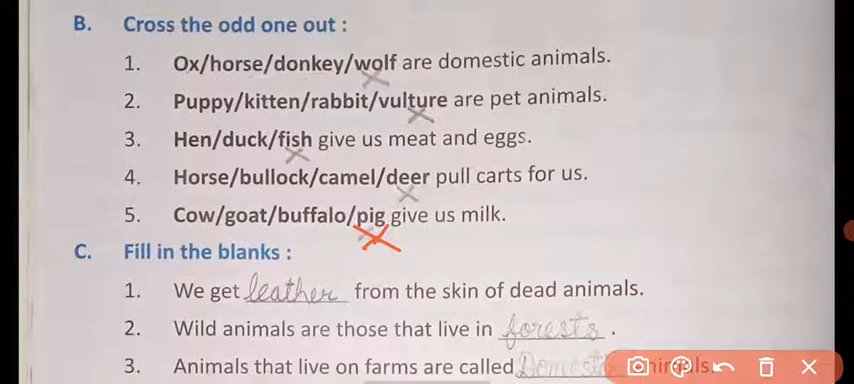 B. Cross the odd one out :
1. Ox/horse/donkey/wolf are domestic animals.
2. Puppy/kitten/rabbit/vulture are pet animals.
3. Hen/duck/fish give us meat and eggs.
4. Horse/bullock/camel/deer pull carts for us.
5. Cow/goat/buffalo/pig give us milk.
C. Fill in the blanks :
1. We get leather from the skin of dead animals.
2. Wild animals are those that live in forests .
3. Animals that live on farms are called